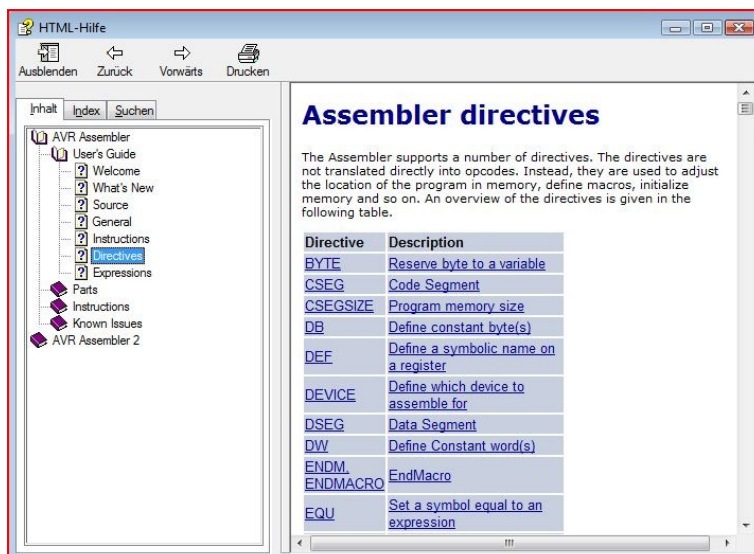 HTML-Hilfe
Ausblenden Zurück Vorwärts Drucken
Inhalt Index Suchen
AVR Assembler
User's Guide
Welcome
What's New
Source
General
Instructions
Directives
Expressions
Parts
Instructions
Known Issues
AVR Assembler 2
Assembler directives
The Assembler supports a number of directives. The directives are
not translated directly into opcodes. Instead, they are used to adjust
the location of the program in memory, define macros, initialize
memory and so on. An overview of the directives is given in the
following table.
Directive Description
BYTE Reserve byte to a variable
CSEG Code Segment
CSEGSIZE Program memory size
DB Define constant byte(s)
DEF Define a symbolic name on
a register
DEVICE Define which device to
assemble for
DSEG Data Segment
DW Define Constant word(s)
ENDM,
ENDMACRO EndMacro
EQU Set a symbol equal to an
expression